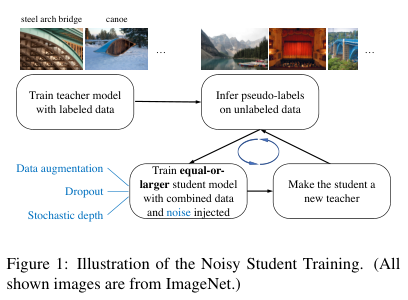 steel arch bridge canoe
... ...
Train teacher model
with labeled data
Infer pseudo-labels
on unlabeled data
Data augmentation
Dropout
Stochastic depth
Train equal-or-
larger student model
with combined data
and noise injected
Make the student a
new teacher
Figure 1: Illustration of the Noisy Student Training. (All
shown images are from ImageNet.)